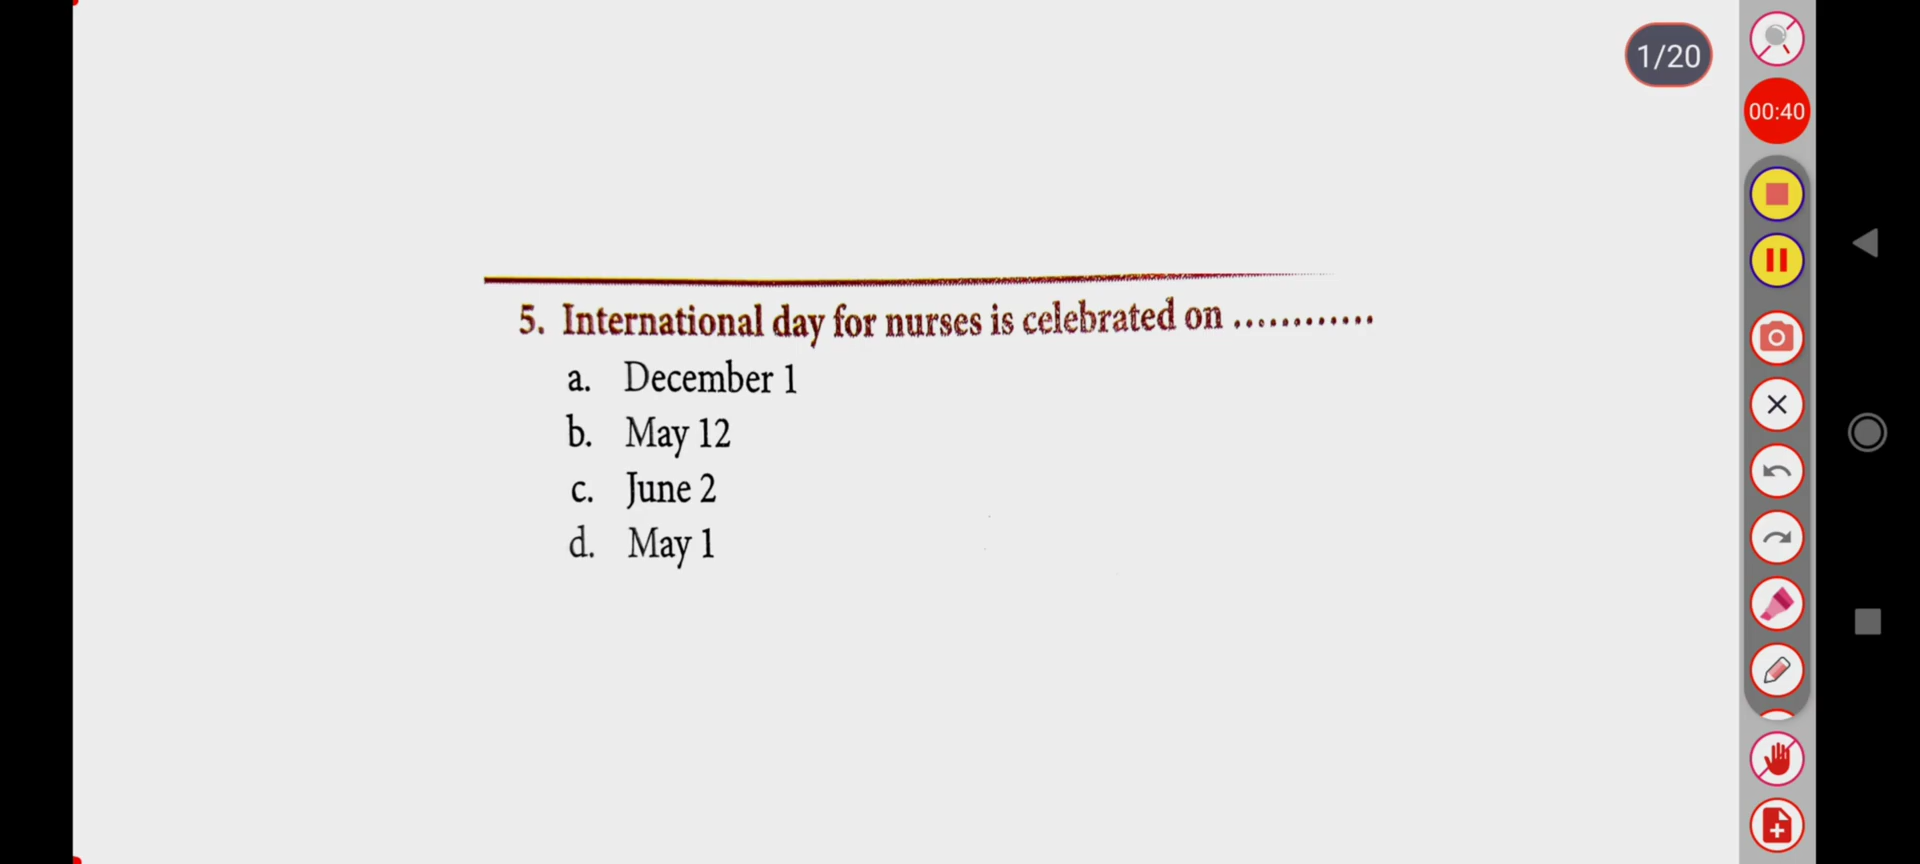 1/20
00:40
5. International day for nurses is celebrated on ............
a. December 1
b. May 12
c. June 2
d. May 1